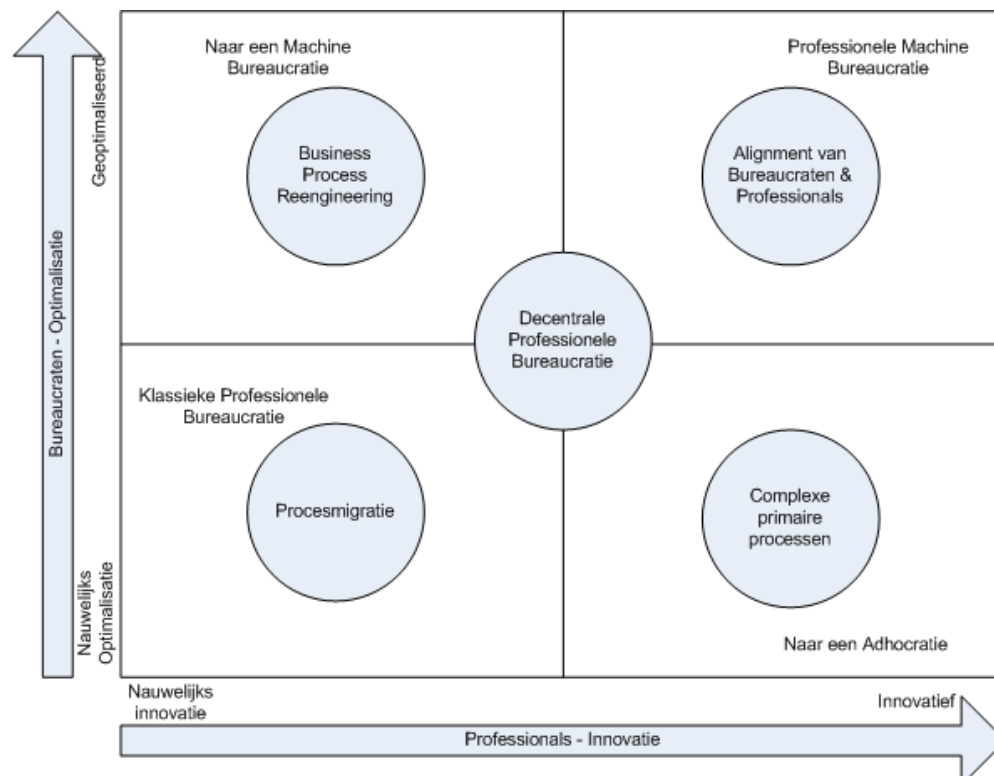 Naar een Machine
Bureaucratie
Professionele Machine
Bureaucratie
Geoptimaliseerd
Business
Process
Reengineering
Alignment van
Bureaucraten &
Professionals
Bureaucraten - Optimalisatie
Decentrale
Professionele
Bureaucratie
Klassieke Professionele
Bureaucratie
Procesmigratie
Complexe
primaire
processen
Nauwelijks
Optimalisatie
Naar een Adhocratie
Nauwelijks
innovatie
Innovatief
Professionals - Innovatie